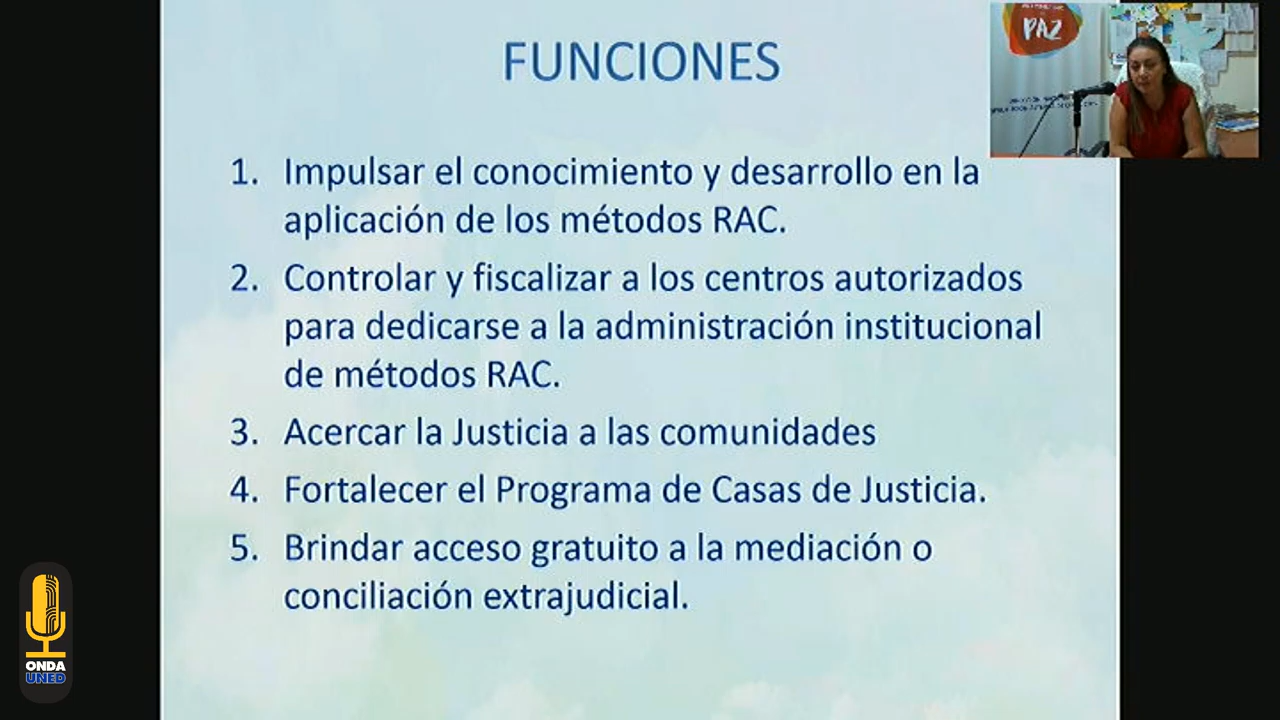 FUNCIONES
PAZ
1. Impulsar el conocimiento y desarrollo en la
aplicación de los métodos RAC.
2. Controlar y fiscalizar a los centros autorizados
para dedicarse a la administración institucional
de métodos RAC.
3. Acercar la Justicia a las comunidades
4. Fortalecer el Programa de Casas de Justicia.
5. Brindar acceso gratuito a la mediación o
conciliación extrajudicial.
ONDA
UNED